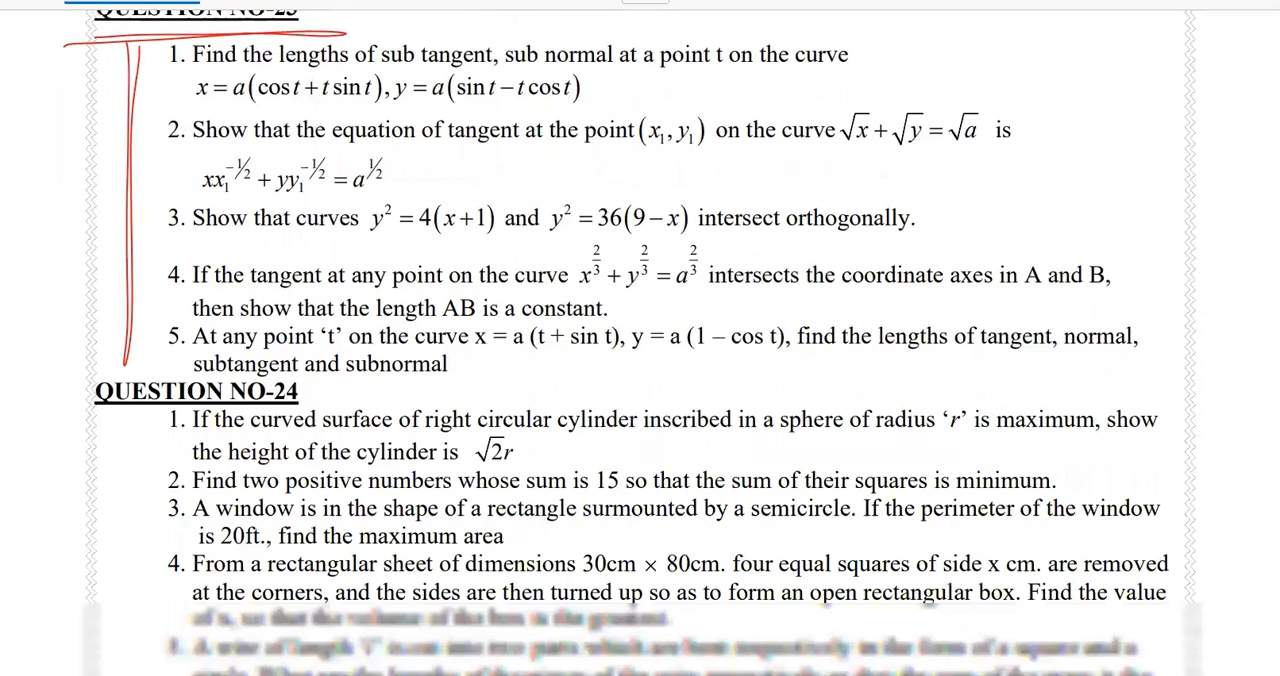 QUESTION NO-23
1. Find the lengths of sub tangent, sub normal at a point t on the curve
x = a(cos t + t sin t), y = a(sin t – t cos t)
2. Show that the equation of tangent at the point (x₁, y₁) on the curve √x + √y = √a is
xx₁^(-1/2) + yy₁^(-1/2) = a^(1/2)
3. Show that curves y² = 4(x+1) and y² = 36(9 – x) intersect orthogonally.
4. If the tangent at any point on the curve x^(2/3) + y^(2/3) = a^(2/3) intersects the coordinate axes in A and B,
then show that the length AB is a constant.
5. At any point ‘t’ on the curve x = a (t + sin t), y = a (1 – cos t), find the lengths of tangent, normal,
subtangent and subnormal
QUESTION NO-24
1. If the curved surface of right circular cylinder inscribed in a sphere of radius ‘r’ is maximum, show
the height of the cylinder is √2r
2. Find two positive numbers whose sum is 15 so that the sum of their squares is minimum.
3. A window is in the shape of a rectangle surmounted by a semicircle. If the perimeter of the window
is 20ft., find the maximum area
4. From a rectangular sheet of dimensions 30cm × 80cm. four equal squares of side x cm. are removed
at the corners, and the sides are then turned up so as to form an open rectangular box. Find the value